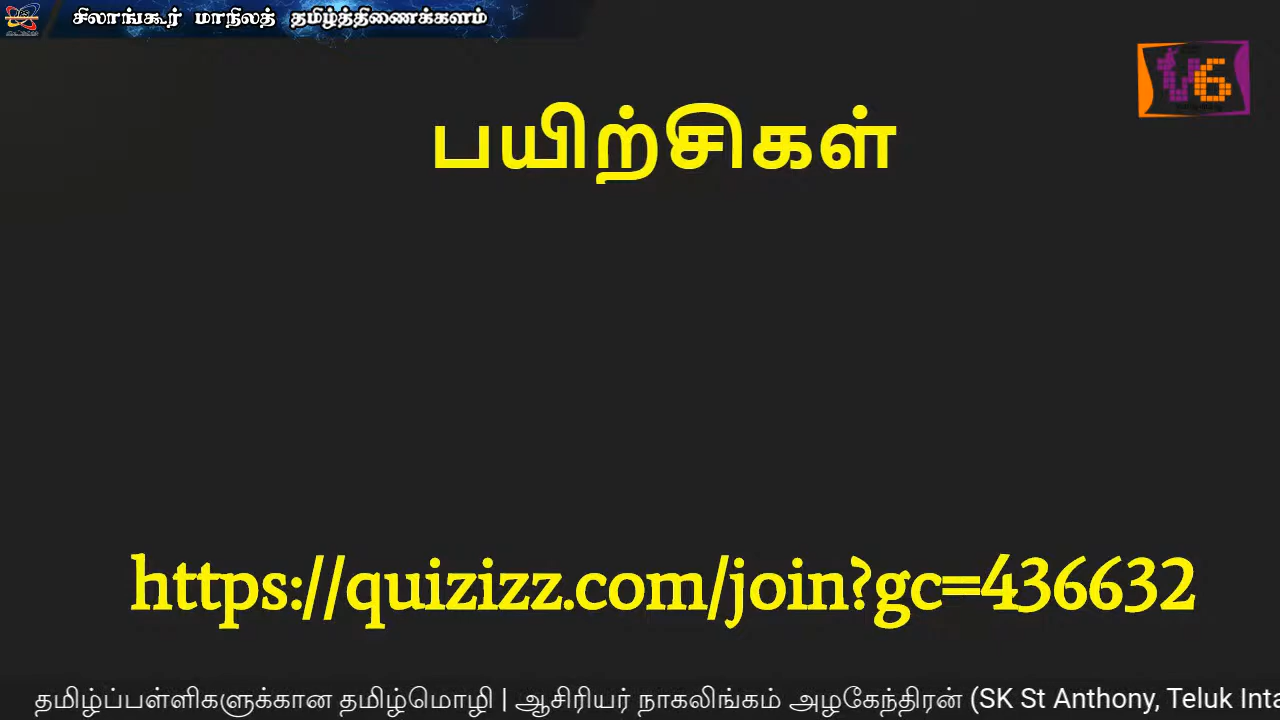 சிலாங்கூர் மாநிலத் தமிழ்த்திணைக்களம்
பயிற்சிகள்
https://quizizz.com/join?gc=436632
தமிழ்ப்பள்ளிகளுக்கான தமிழ்மொழி | ஆசிரியர் நாகலிங்கம் அழகேந்திரன் (SK St Anthony, Teluk Inta